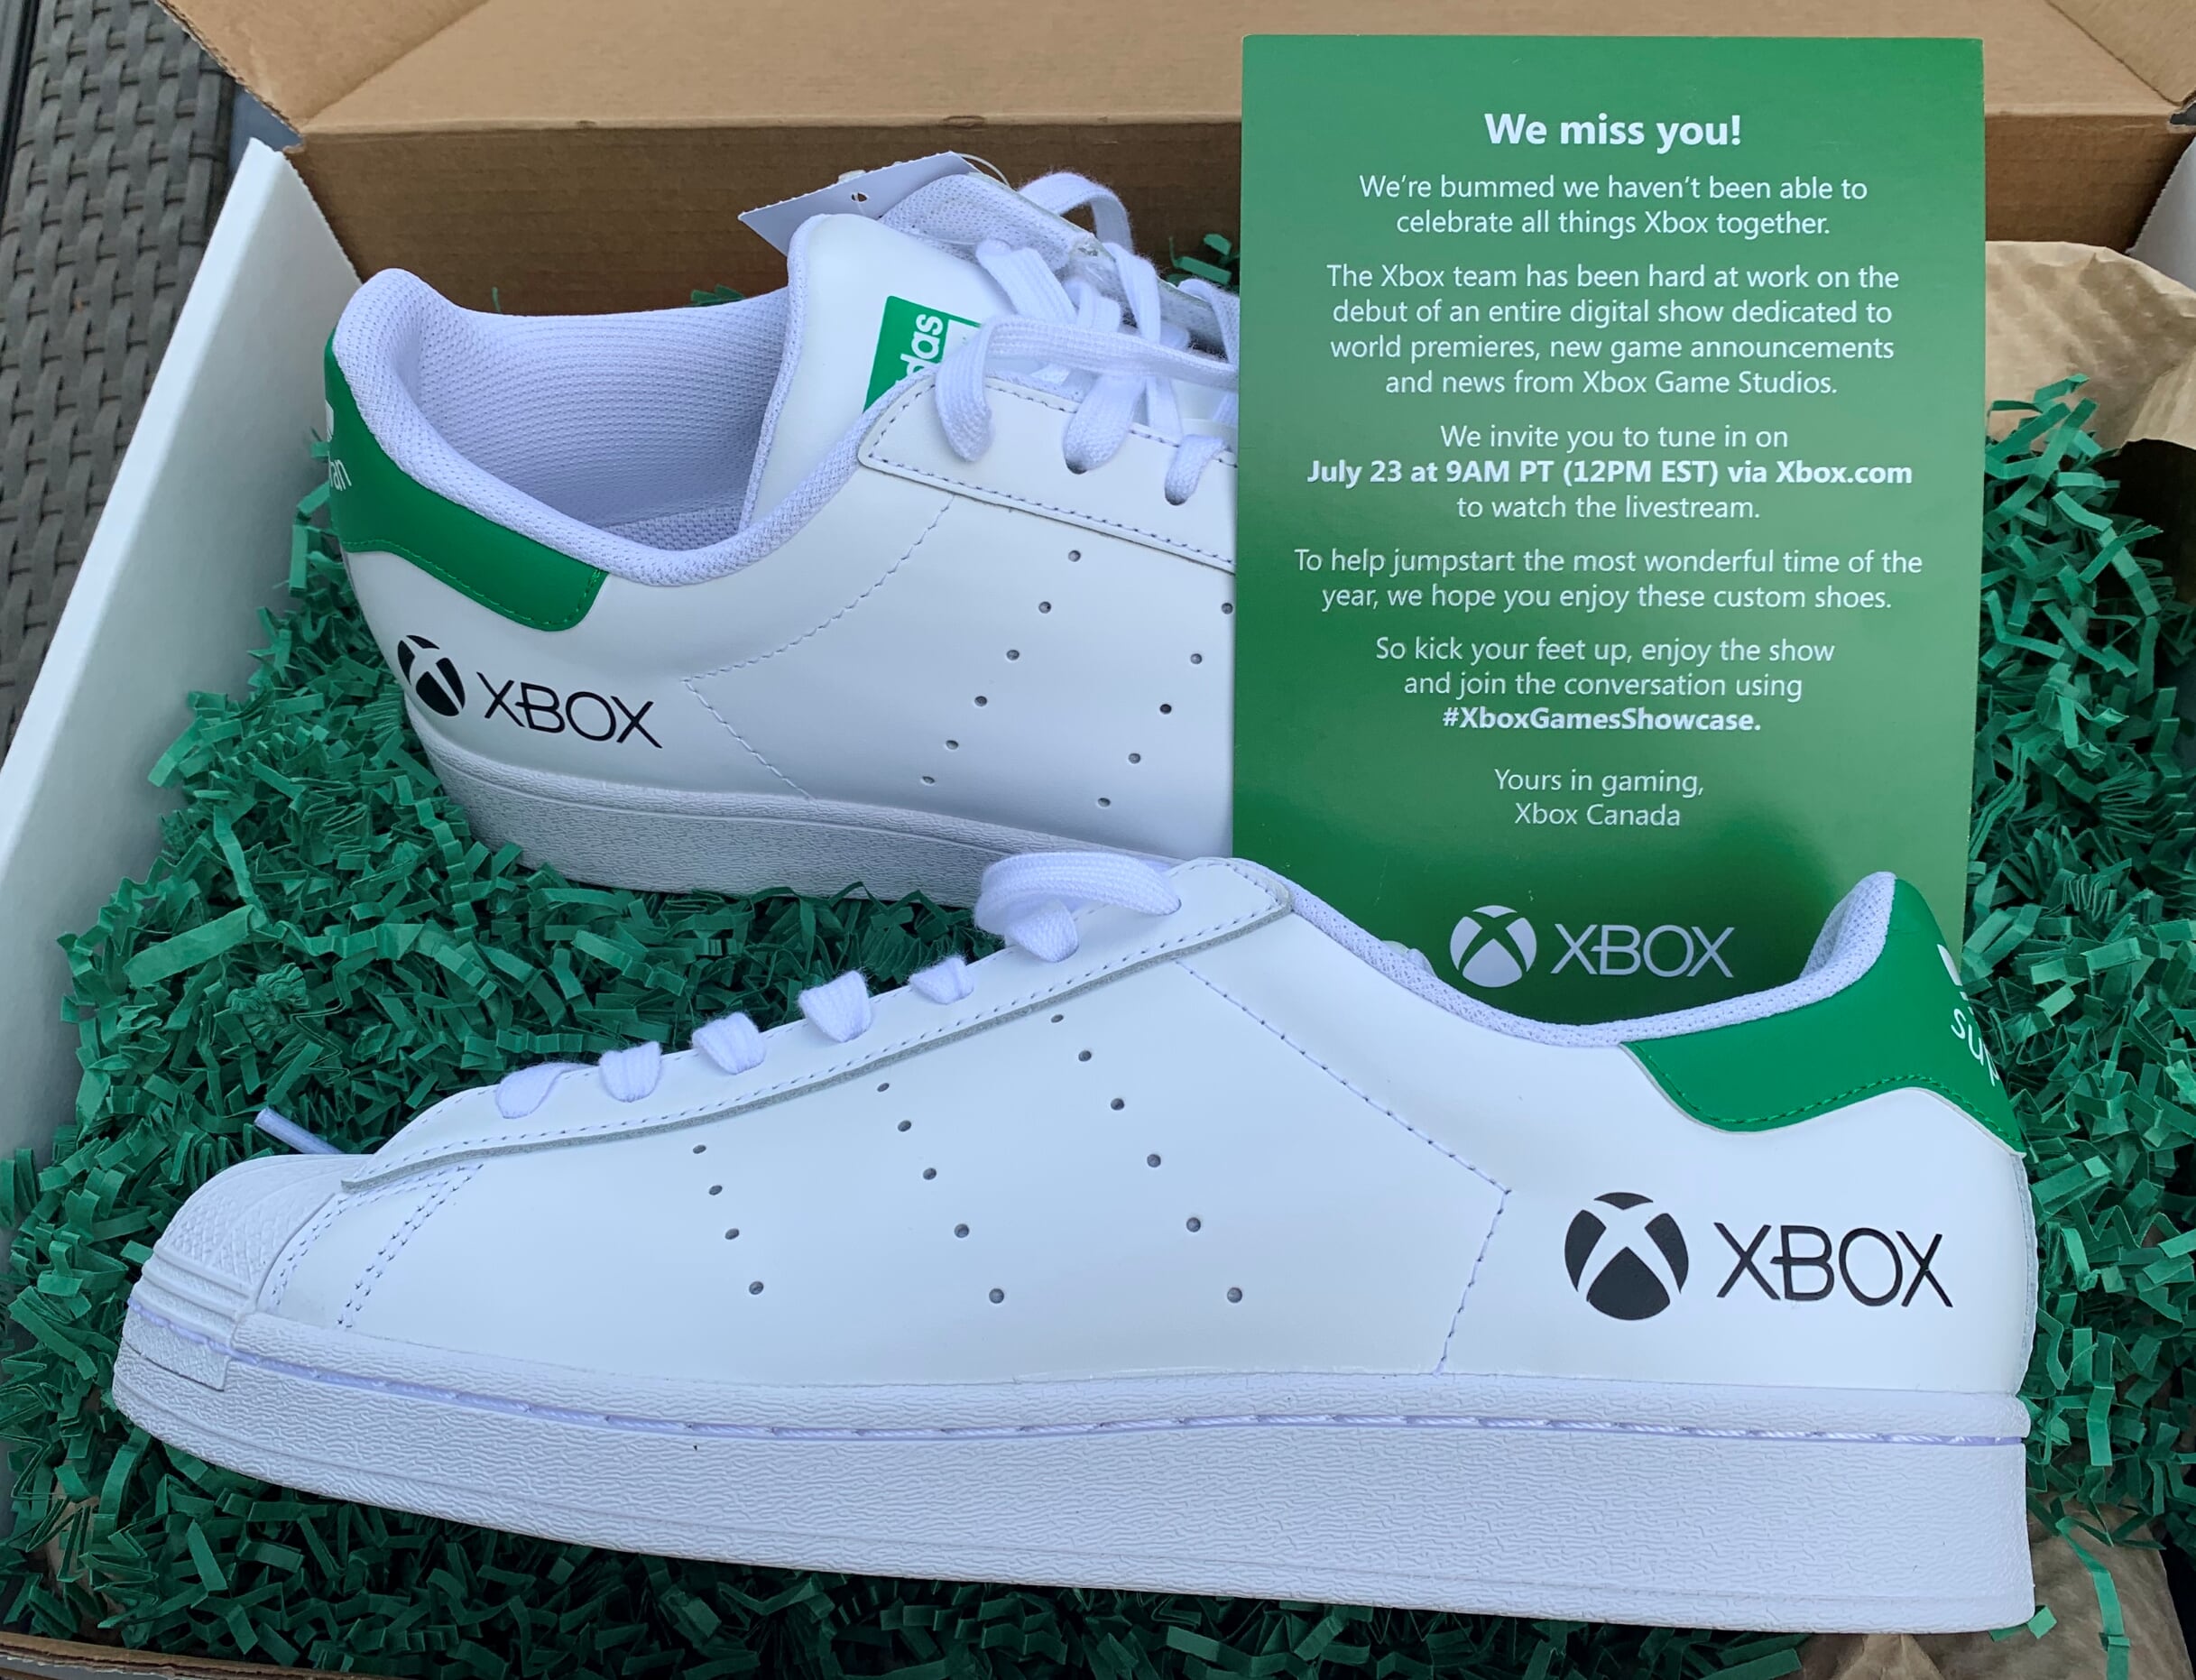 We miss you!
We're bummed we haven't been able to
celebrate all things Xbox together.
The Xbox team has been hard at work on the
debut of an entire digital show dedicated to
world premieres, new game announcements
and news from Xbox Game Studios.
We invite you to tune in on
July 23 at 9AM PT (12PM EST) via Xbox.com
to watch the livestream.
To help jumpstart the most wonderful time of the
year, we hope you enjoy these custom shoes.
So kick your feet up, enjoy the show
and join the conversation using
#XboxGamesShowcase.
Yours in gaming,
Xbox Canada
XBOX
XBOX
XBOX